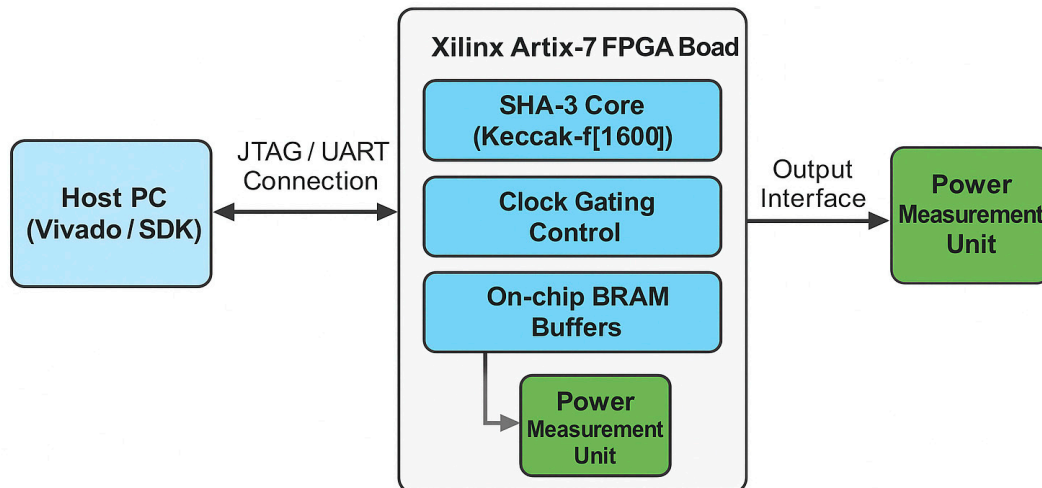 Xilinx Artix-7 FPGA Boad
SHA-3 Core
(Keccak-f[1600])
JTAG / UART
Connection
Host PC
(Vivado / SDK)
Clock Gating
Control
Output
Interface
Power
Measurement
Unit
On-chip BRAM
Buffers
Power
Measurement
Unit